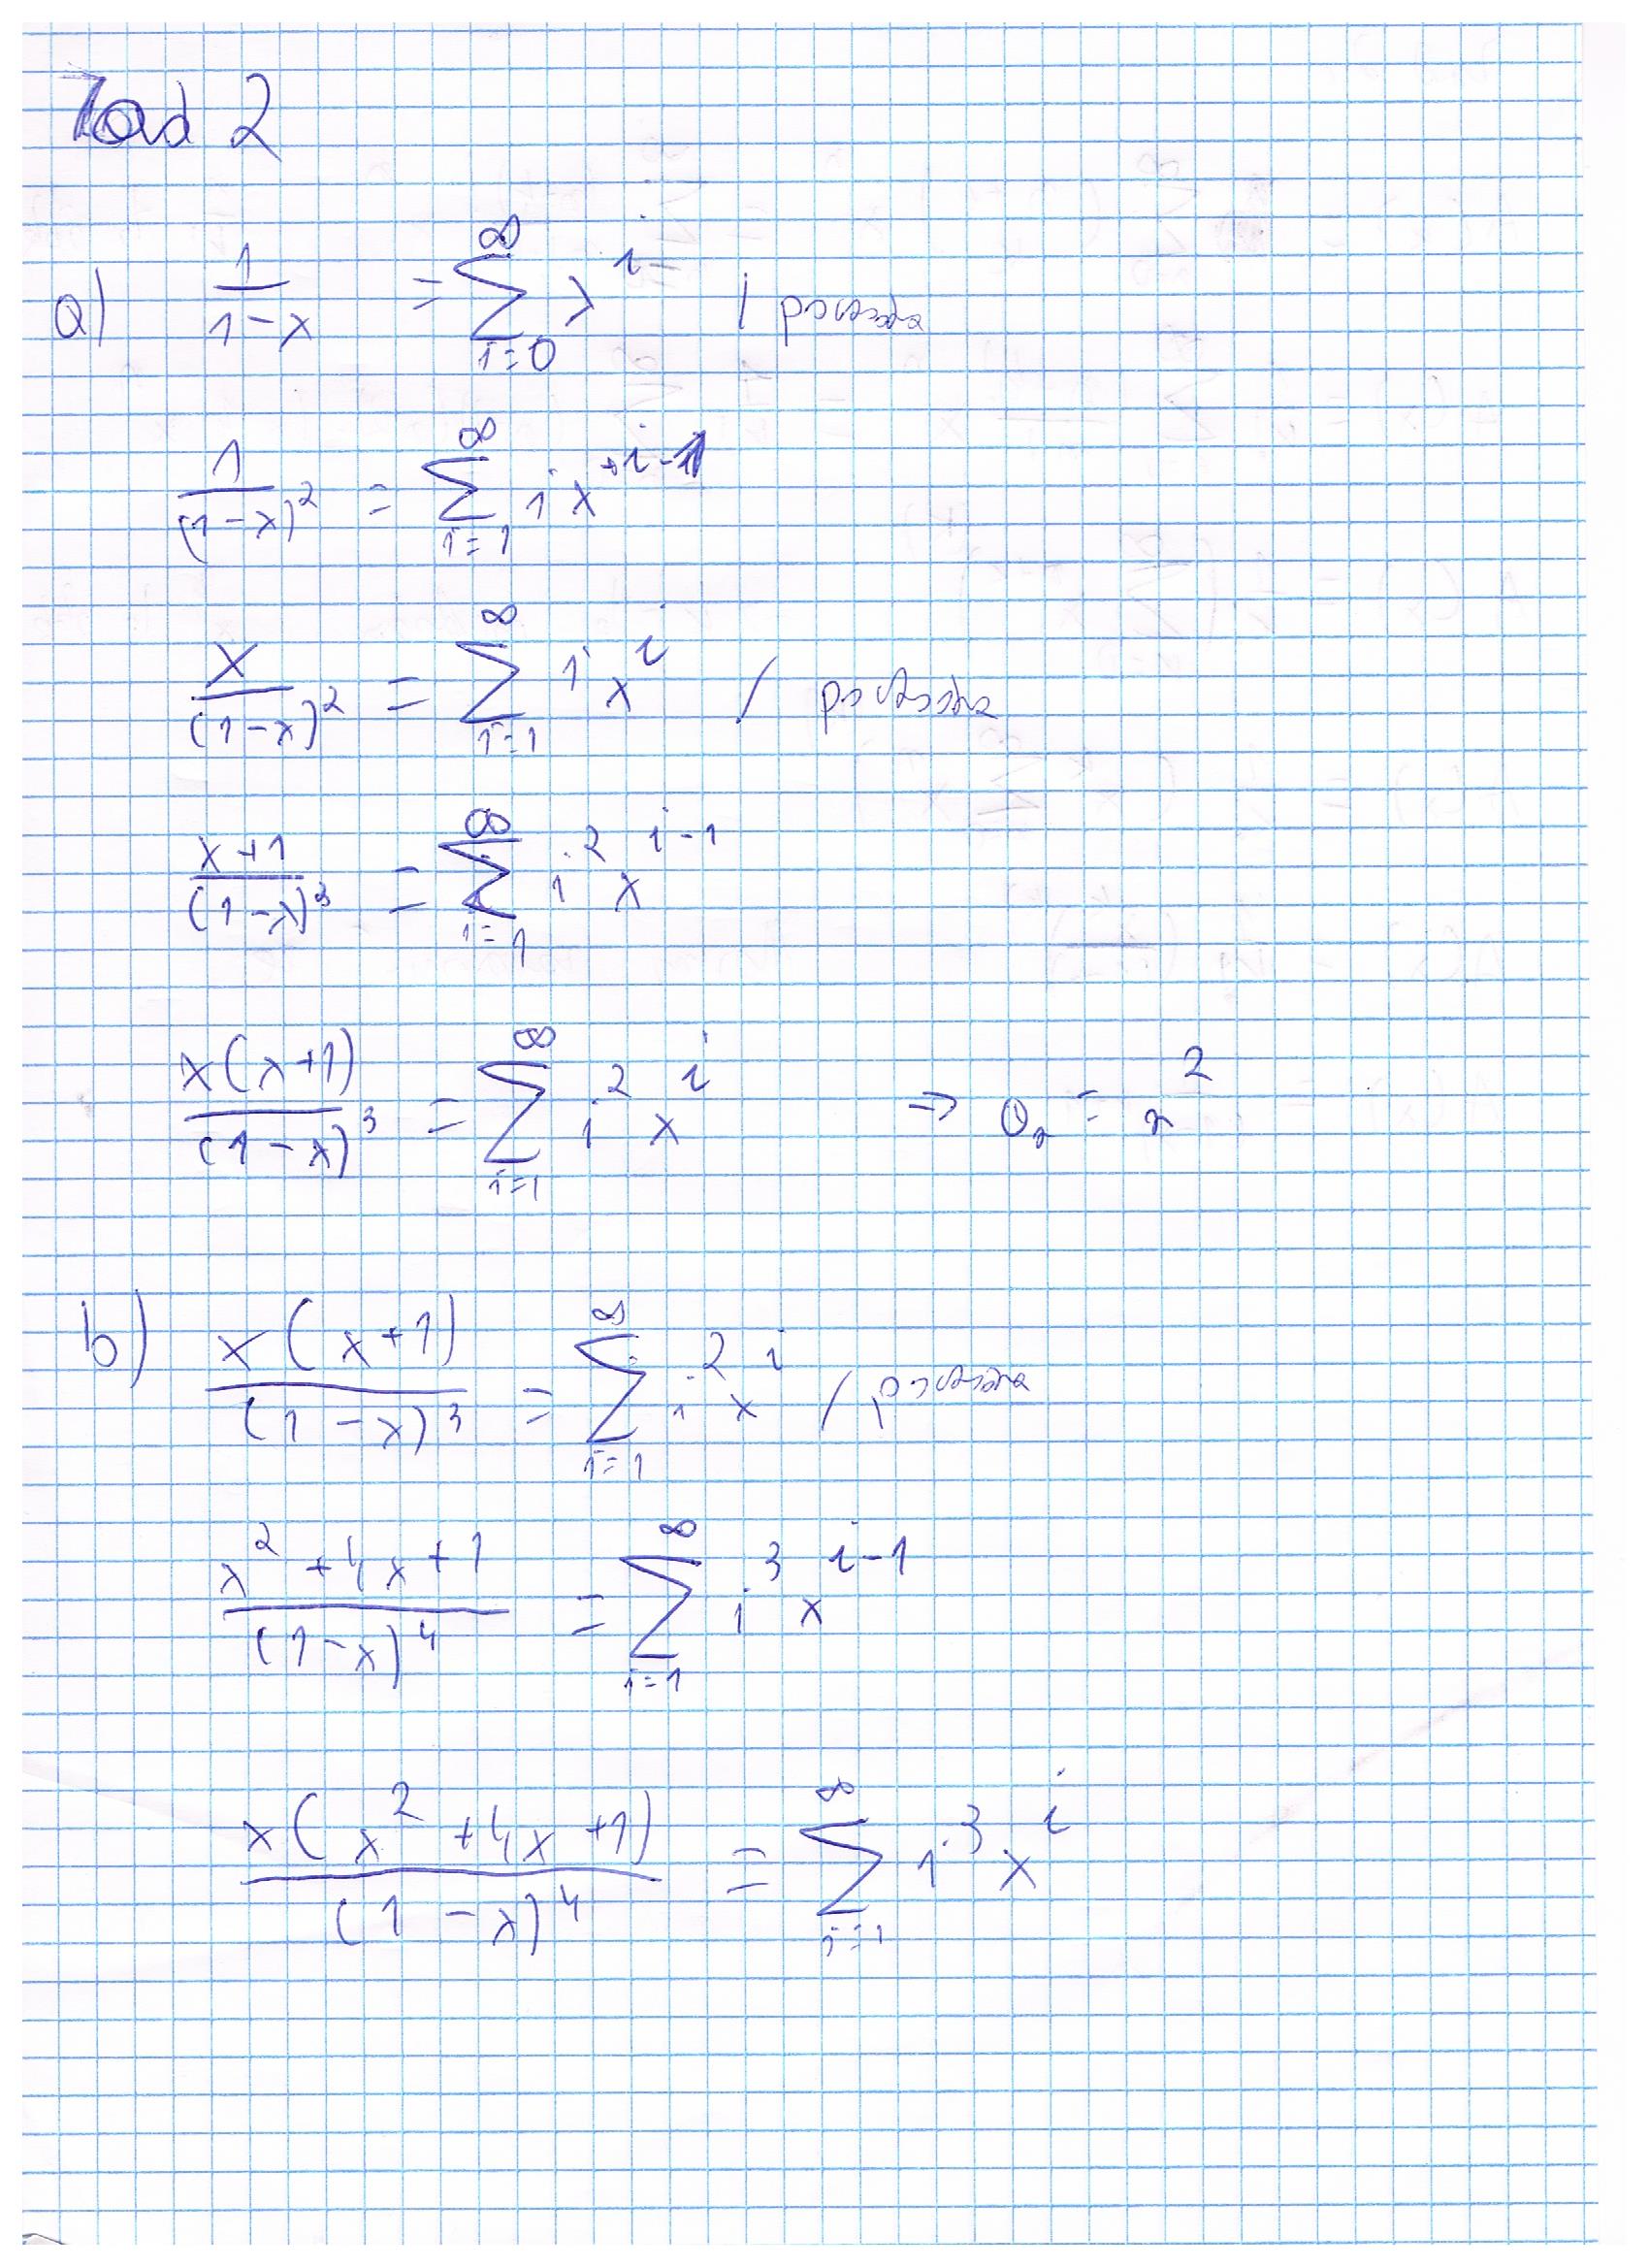 Zad 2
a) \frac{1}{1-x} = \sum_{i=0}^{\infty} x^i / pochodna
\frac{1}{(1-x)^2} = \sum_{i=1}^{\infty} i x^{+i-1}
\frac{x}{(1-x)^2} = \sum_{i=1}^{\infty} i x^i / pochodna
\frac{x+1}{(1-x)^3} = \sum_{i=1}^{\infty} i^2 x^{i-1}
\frac{x(x+1)}{(1-x)^3} = \sum_{i=1}^{\infty} i^2 x^i → a_n = n^2
b) \frac{x(x+1)}{(1-x)^3} = \sum_{i=1}^{\infty} i^2 x^i / pochodna
\frac{x^2+4x+1}{(1-x)^4} = \sum_{i=1}^{\infty} i^3 x^{i-1}
\frac{x(x^2+4x+1)}{(1-x)^4} = \sum_{i=1}^{\infty} i^3 x^i